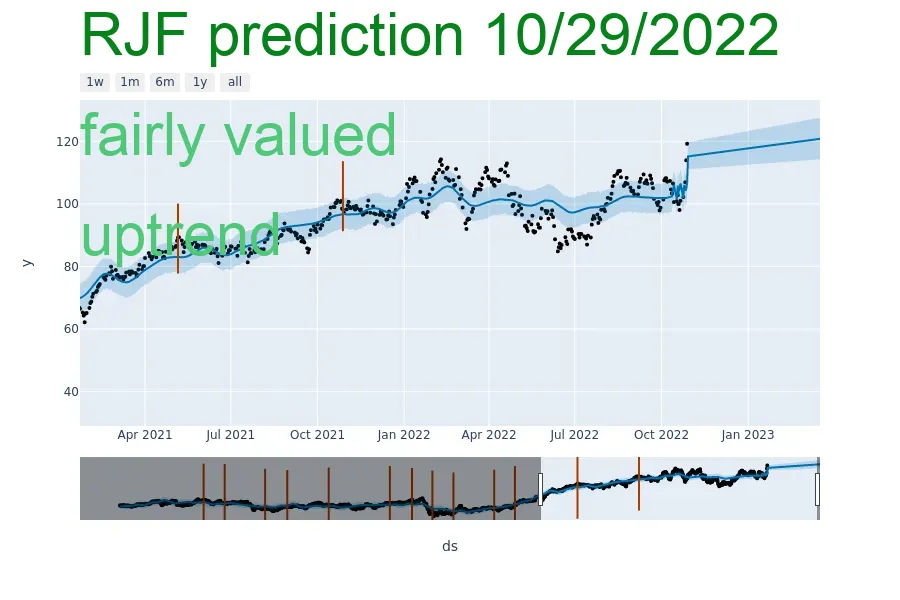 RJF prediction 10/29/2022
1w 1m 6m 1y all
fairly valued
uptrend
120
100
80
60
40
y
Apr 2021 Jul 2021 Oct 2021 Jan 2022 Apr 2022 Jul 2022 Oct 2022 Jan 2023
ds